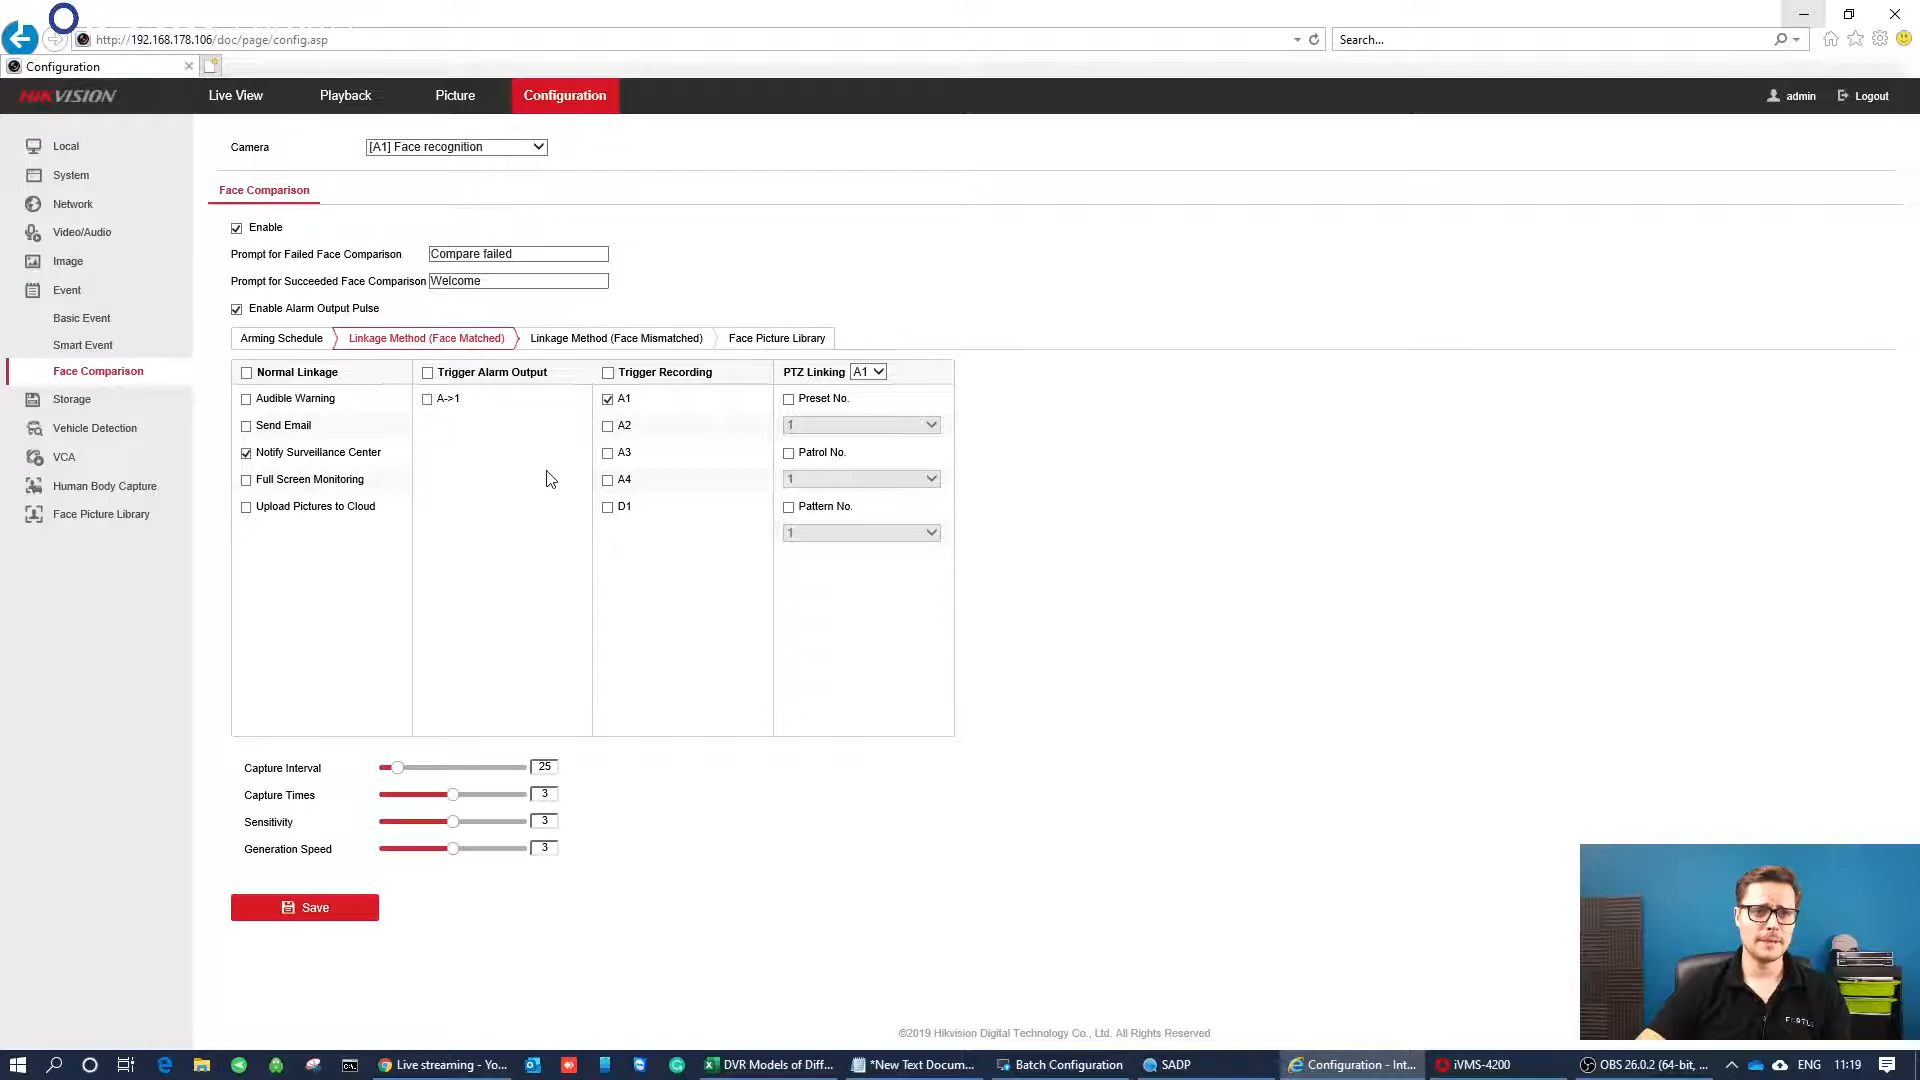 http://192.168.178.106/doc/page/config.asp
Search...
Configuration
HIKVISION
Live View
Playback
Picture
Configuration
admin
Logout
Local
System
Network
Video/Audio
Image
Event
Basic Event
Smart Event
Face Comparison
Storage
Vehicle Detection
VCA
Human Body Capture
Face Picture Library
Camera
[A1] Face recognition
Face Comparison
Enable
Prompt for Failed Face Comparison
Compare failed
Prompt for Succeeded Face Comparison
Welcome
Enable Alarm Output Pulse
Arming Schedule
Linkage Method (Face Matched)
Linkage Method (Face Mismatched)
Face Picture Library
Normal Linkage
Trigger Alarm Output
Trigger Recording
PTZ Linking
A1
Audible Warning
A->1
A1
Preset No.
Send Email
A2
1
Notify Surveillance Center
A3
Patrol No.
Full Screen Monitoring
A4
1
Upload Pictures to Cloud
D1
Pattern No.
1
Capture Interval
25
Capture Times
3
Sensitivity
3
Generation Speed
3
Save
©2019 Hikvision Digital Technology Co., Ltd. All Rights Reserved
Live streaming - Yo...
DVR Models of Diff...
*New Text Docum...
Batch Configuration
SADP
Configuration - Int...
iVMS-4200
OBS 26.0.2 (64-bit, ...
ENG
11:19